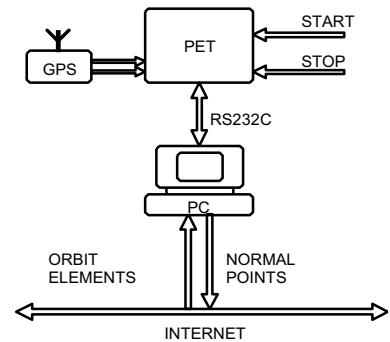 START
PET
GPS
STOP
RS232C
PC
ORBIT
ELEMENTS
NORMAL
POINTS
INTERNET